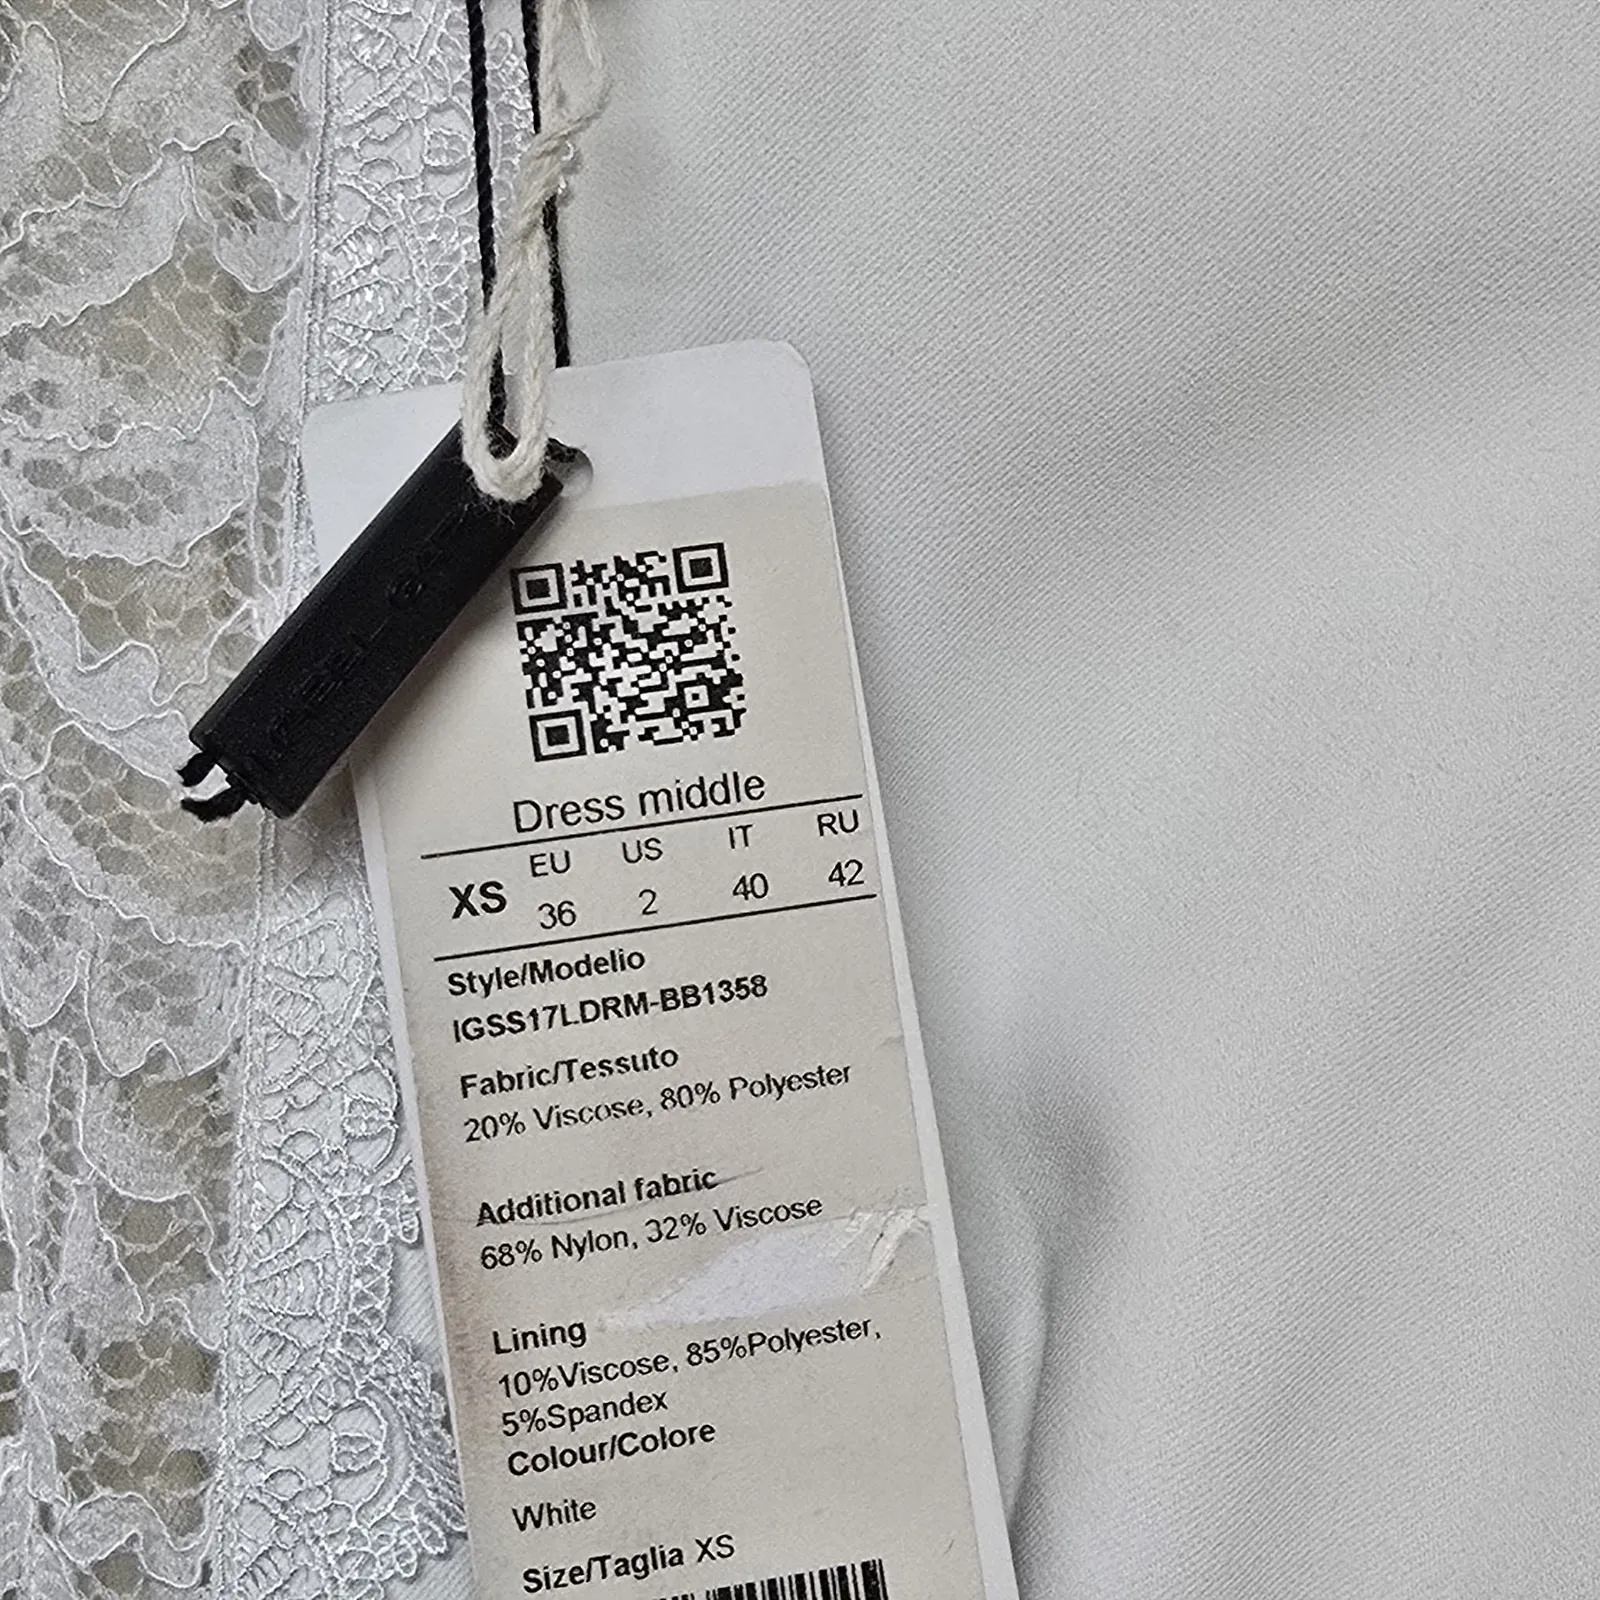 Dress middle
EU US IT RU
XS 36 2 40 42
Style/Modelio
IGSS17LDRM-BB1358
Fabric/Tessuto
20% Viscose, 80% Polyester
Additional fabric
68% Nylon, 32% Viscose
Lining
10%Viscose, 85%Polyester,
5%Spandex
Colour/Colore
White
Size/Taglia XS